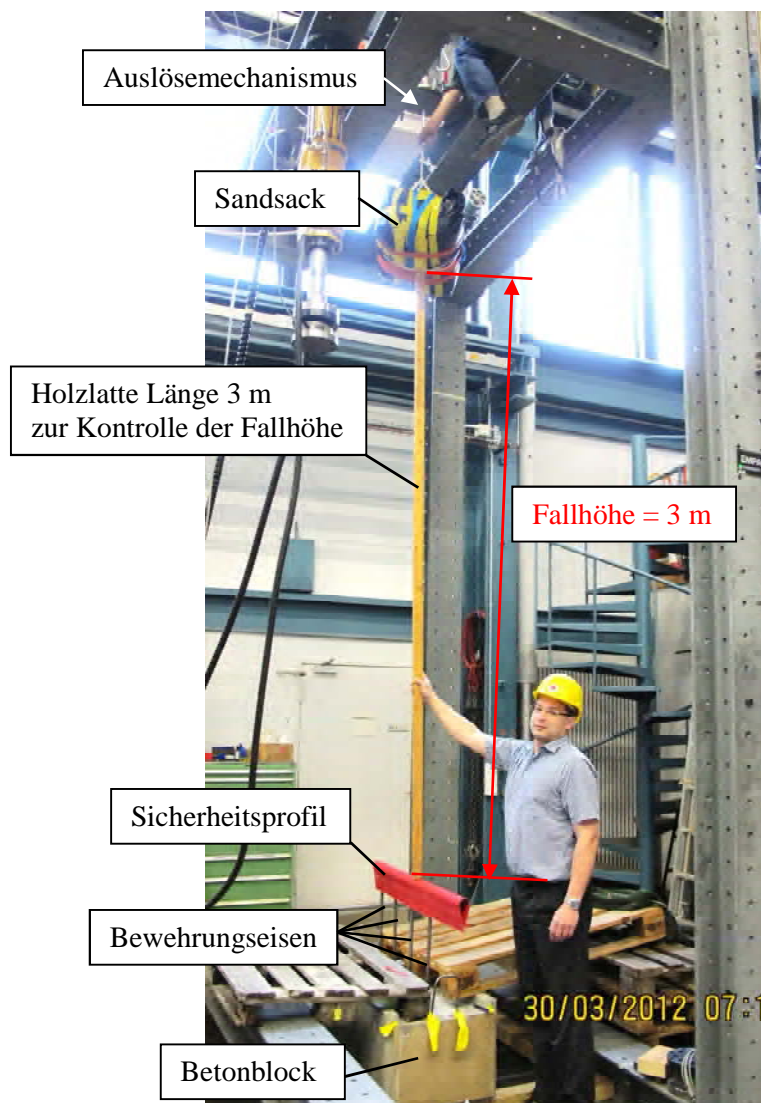 Auslösemechanismus
Sandsack
Holzlatte Länge 3 m
zur Kontrolle der Fallhöhe
EMPA
Fallhöhe = 3 m
Sicherheitsprofil
Bewehrungseisen
30/03/2012 07:1
Betonblock